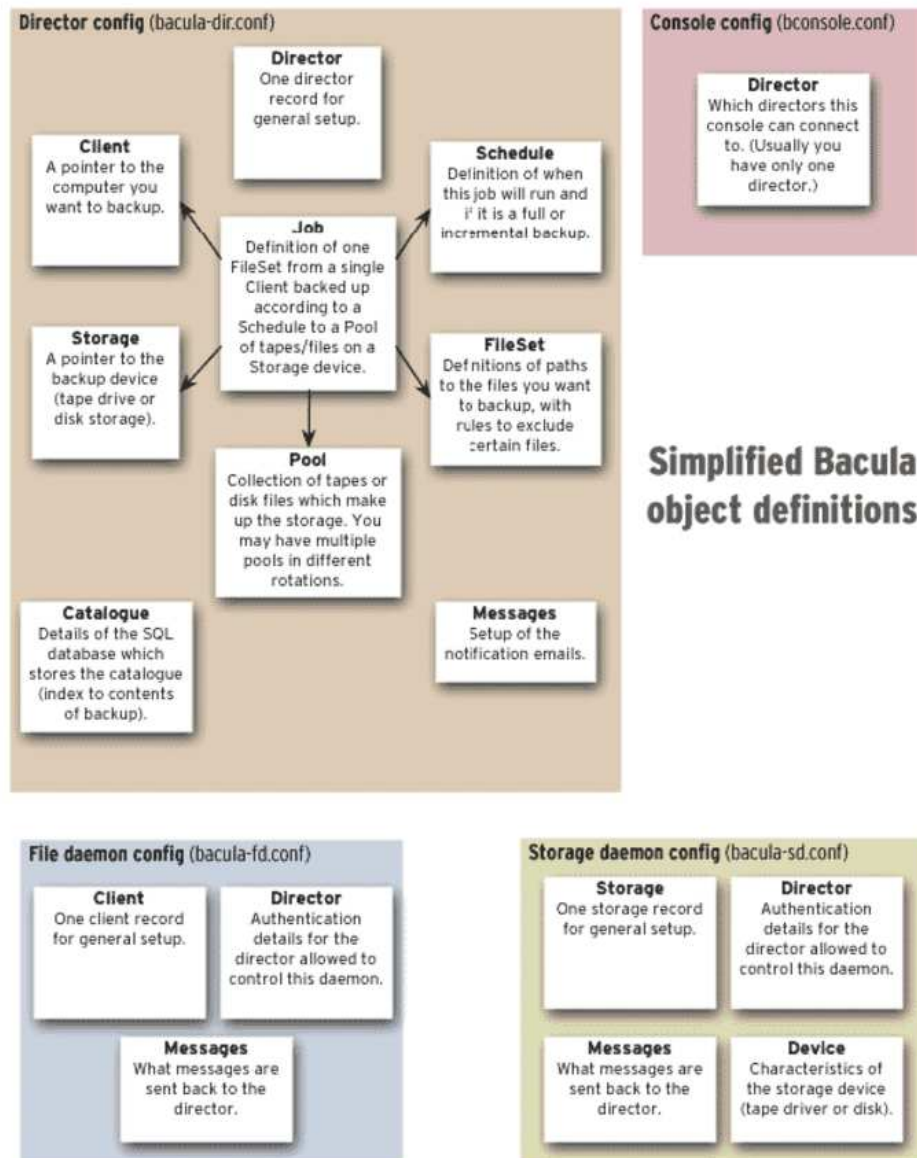 Director config (bacula-dir.conf)
Director
One director
record for
general setup.
Client
A pointer to the
computer you
want to backup.
Schedule
Definition of when
this job will run and
if it is a full or
incremental backup.
Job
Definition of one
FileSet from a single
Client backed up
according to a
Schedule to a Pool
of tapes/files on a
Storage device.
Storage
A pointer to the
backup device
(tape drive or
disk storage).
FileSet
Definitions of paths
to the files you want
to backup, with
rules to exclude
certain files.
Pool
Collection of tapes or
disk files which make
up the storage. You
may have multiple
pools in different
rotations.
Catalogue
Details of the SQL
database which
stores the catalogue
(index to contents
of backup).
Messages
Setup of the
notification emails.
Console config (bconsole.conf)
Director
Which directors this
console can connect
to. (Usually you
have only one
director.)
Simplified Bacula
object definitions
File daemon config (bacula-fd.conf)
Client
One client record
for general setup.
Director
Authentication
details for the
director allowed to
control this daemon.
Messages
What messages are
sent back to the
director.
Storage daemon config (bacula-sd.conf)
Storage
One storage record
for general setup.
Director
Authentication
details for the
director allowed to
control this daemon.
Messages
What messages are
sent back to the
director.
Device
Characteristics of
the storage device
(tape driver or disk).